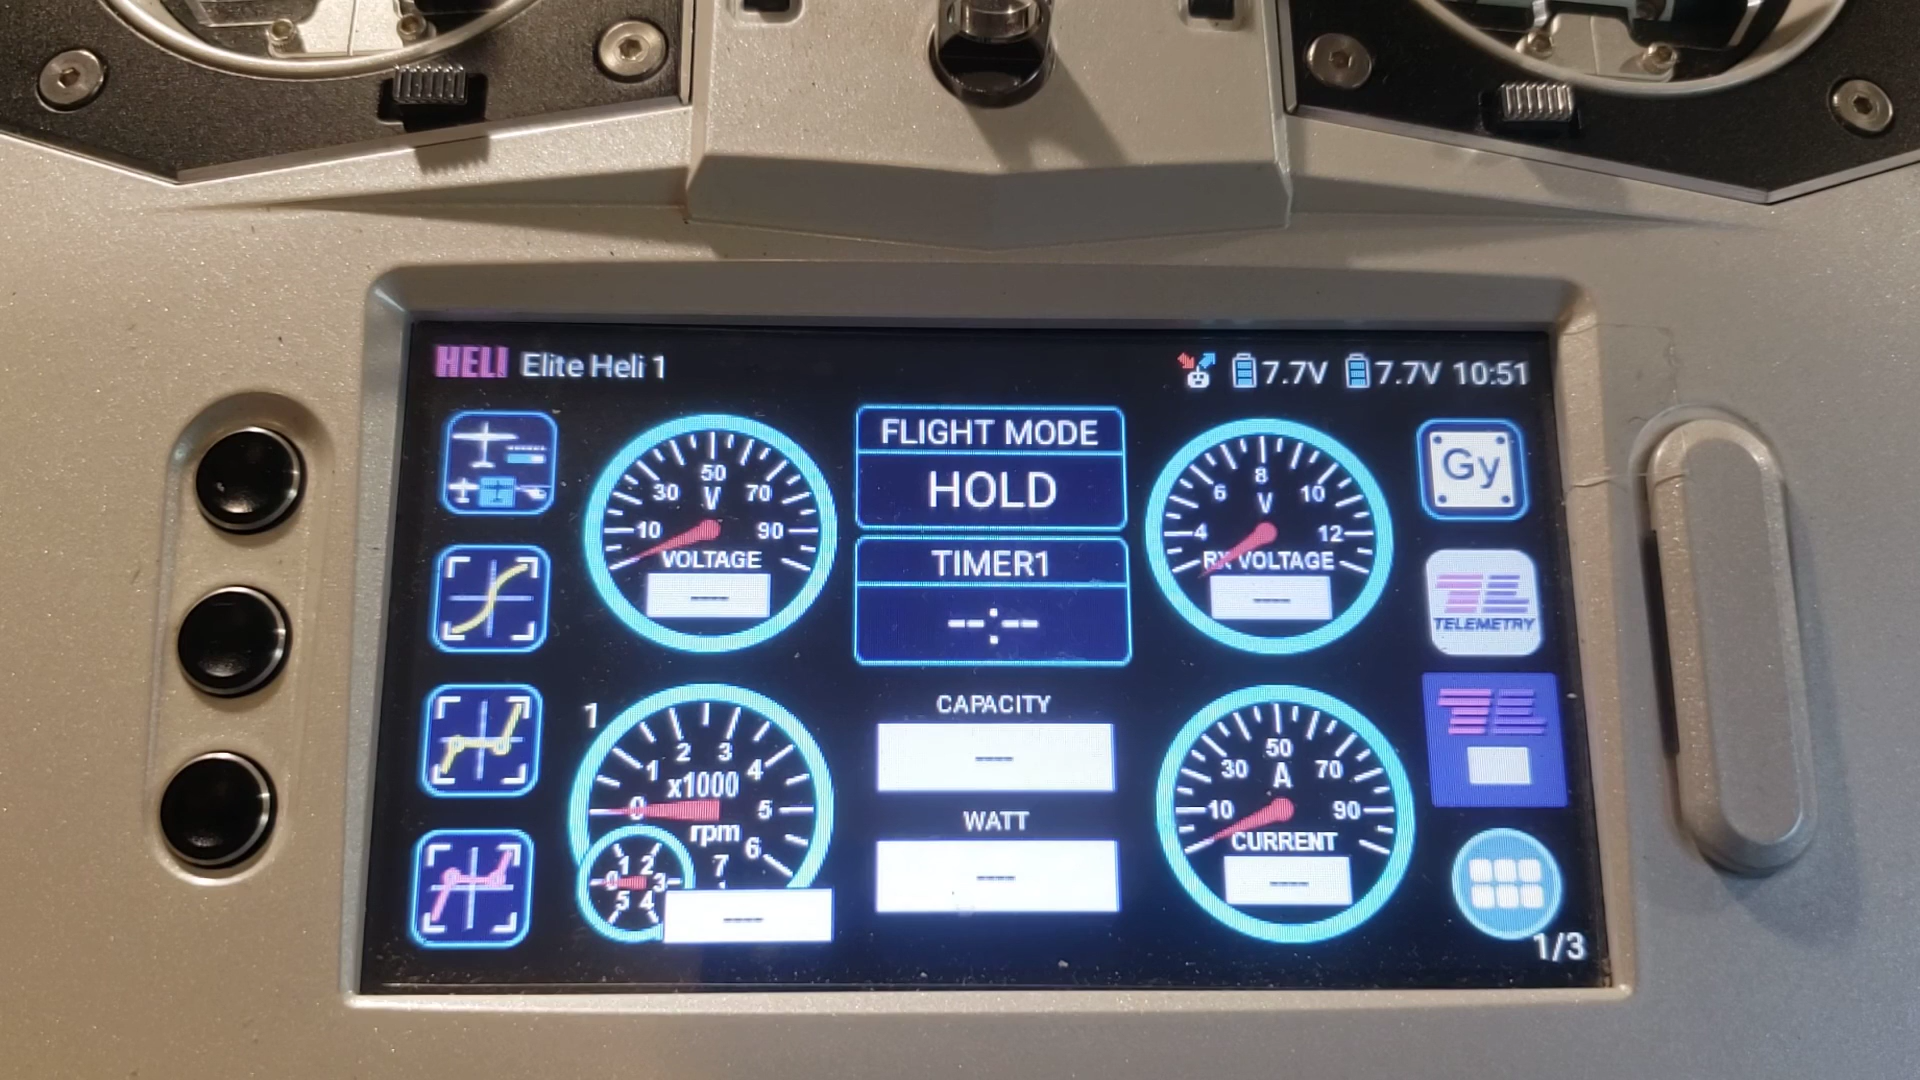 HELI Elite Heli 1
7.7V 7.7V 10:51
10 30 50 70 90
V
VOLTAGE
----
FLIGHT MODE
HOLD
TIMER1
--:--
4 6 8 10 12
V
RX VOLTAGE
----
Gy
TELEMETRY
1
0 1 2 3 4 5 6 7
x1000
rpm
0 1 2 3 4 5
----
CAPACITY
----
WATT
----
10 30 50 70 90
A
CURRENT
----
1/3